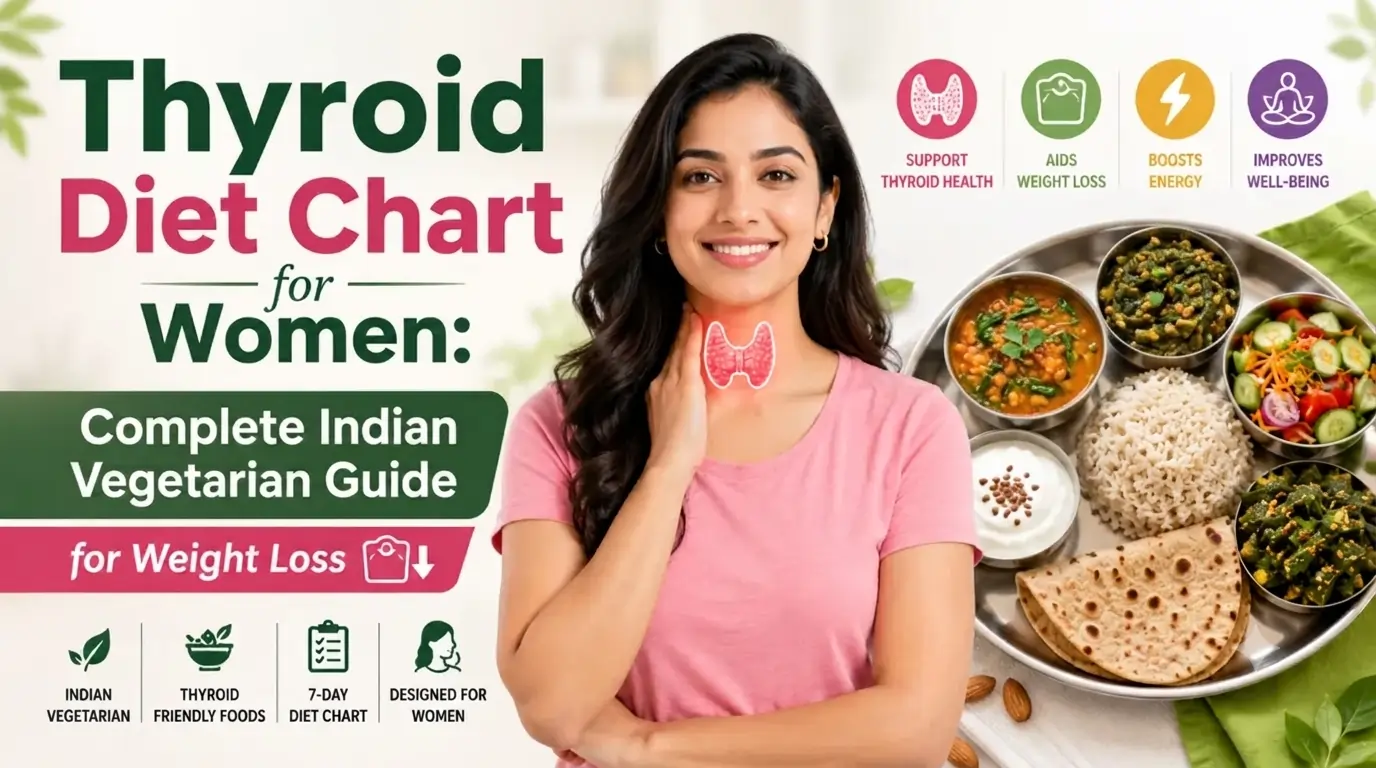 Thyroid
Diet Chart
for
Women:
Complete Indian
Vegetarian Guide
for Weight Loss
INDIAN
VEGETARIAN
THYROID
FRIENDLY FOODS
7-DAY
DIET CHART
DESIGNED FOR
WOMEN
SUPPORT
THYROID HEALTH
AIDS
WEIGHT LOSS
BOOSTS
ENERGY
IMPROVES
WELL-BEING